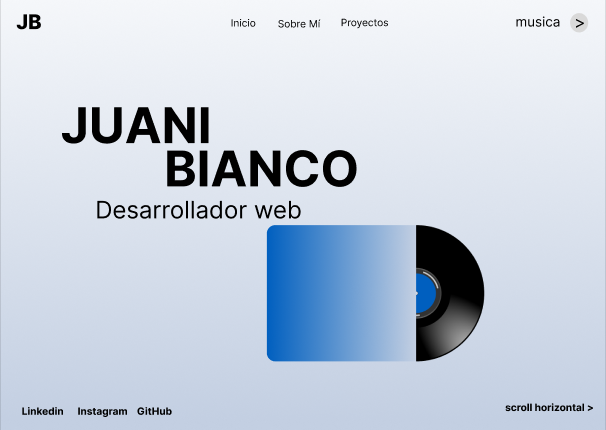 JB
Inicio Sobre Mí Proyectos
musica >
JUANI
BIANCO
Desarrollador web
Linkedin Instagram GitHub
scroll horizontal >